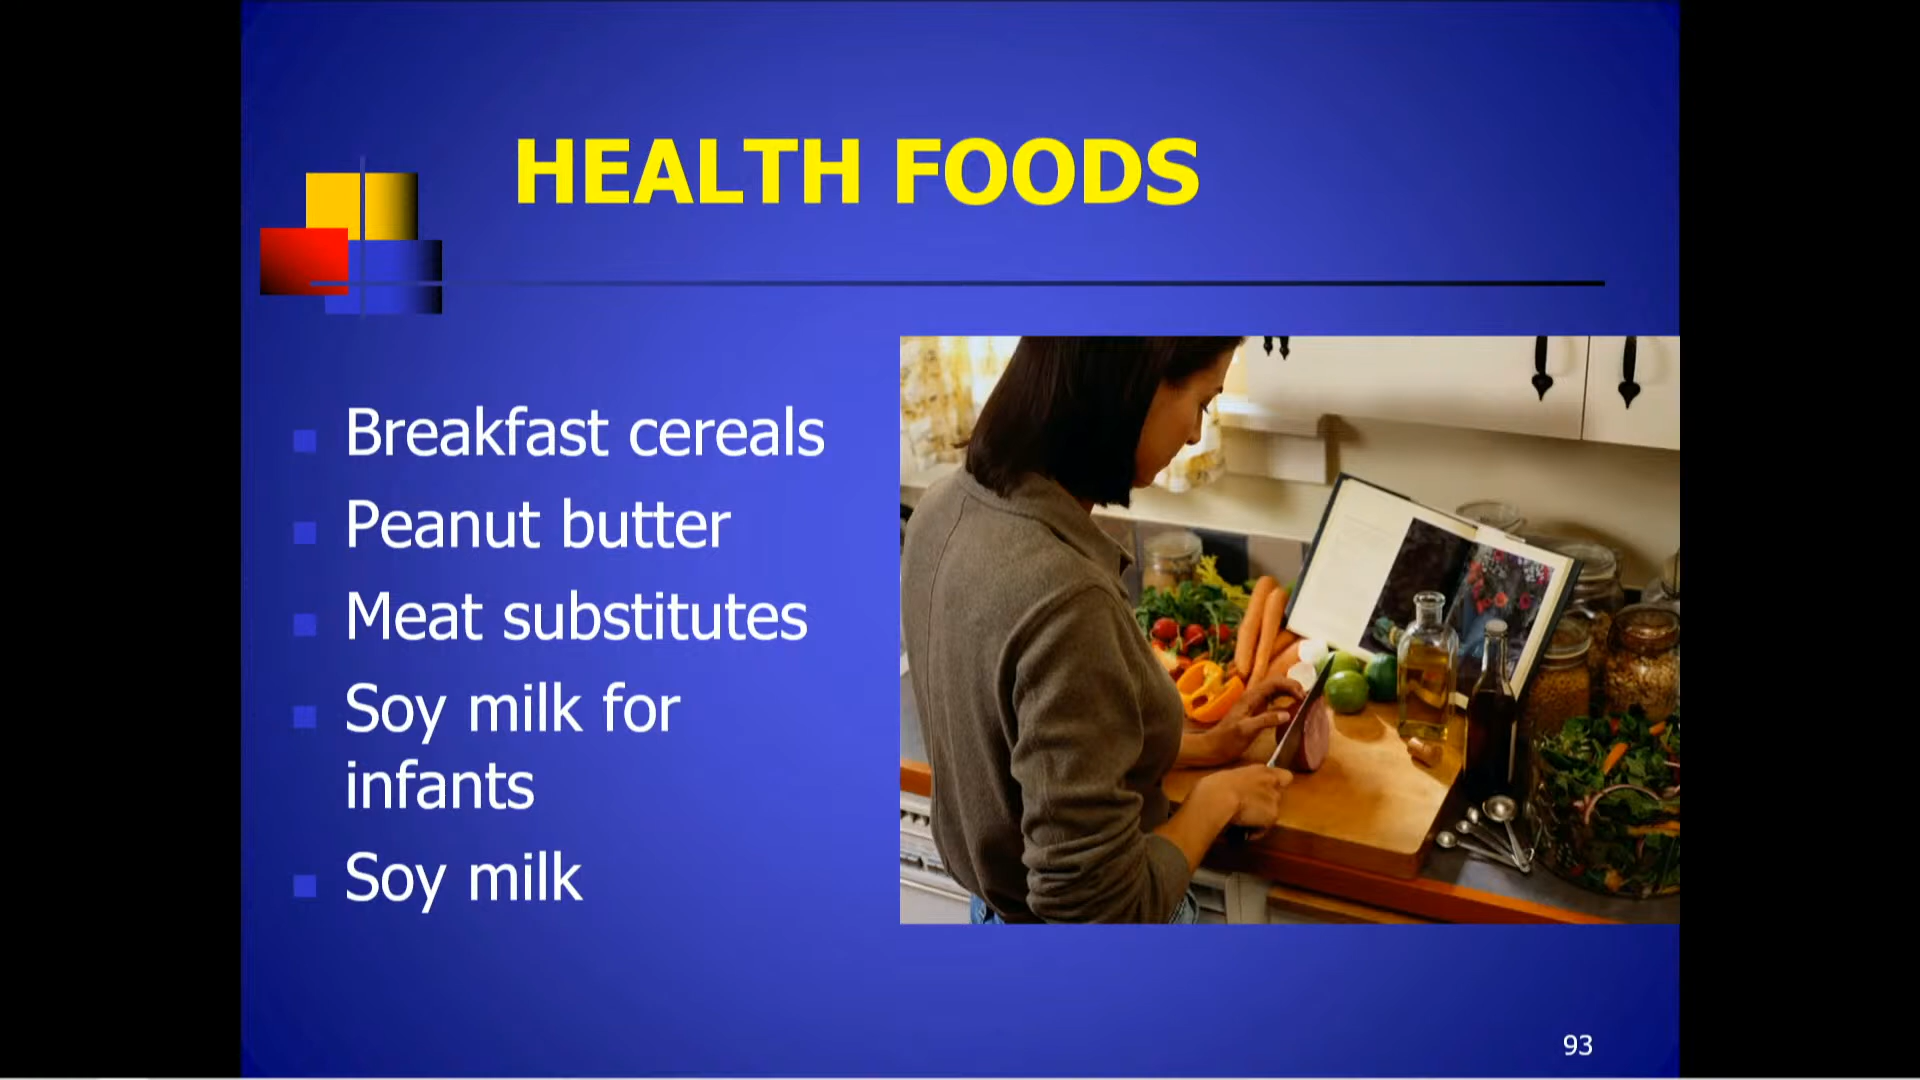 HEALTH FOODS
Breakfast cereals
Peanut butter
Meat substitutes
Soy milk for
infants
Soy milk
93